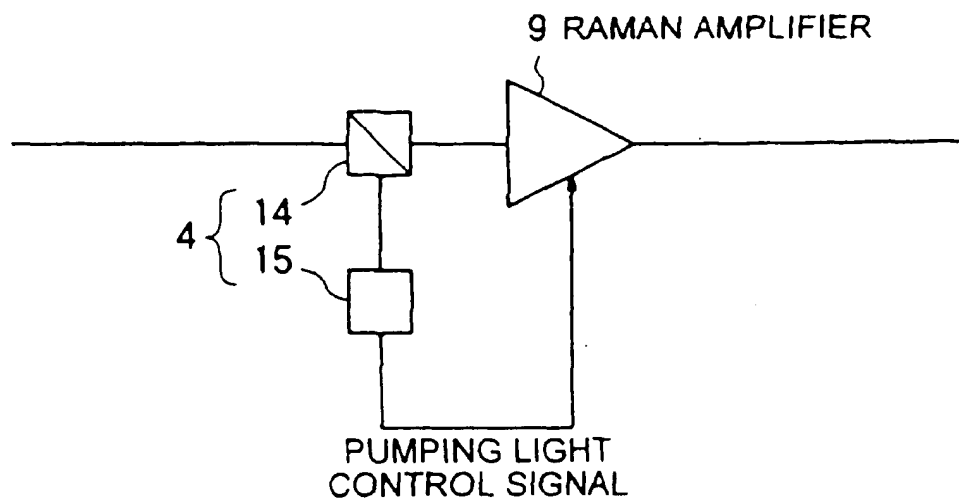 9 RAMAN AMPLIFIER
14
4
15
PUMPING LIGHT
CONTROL SIGNAL